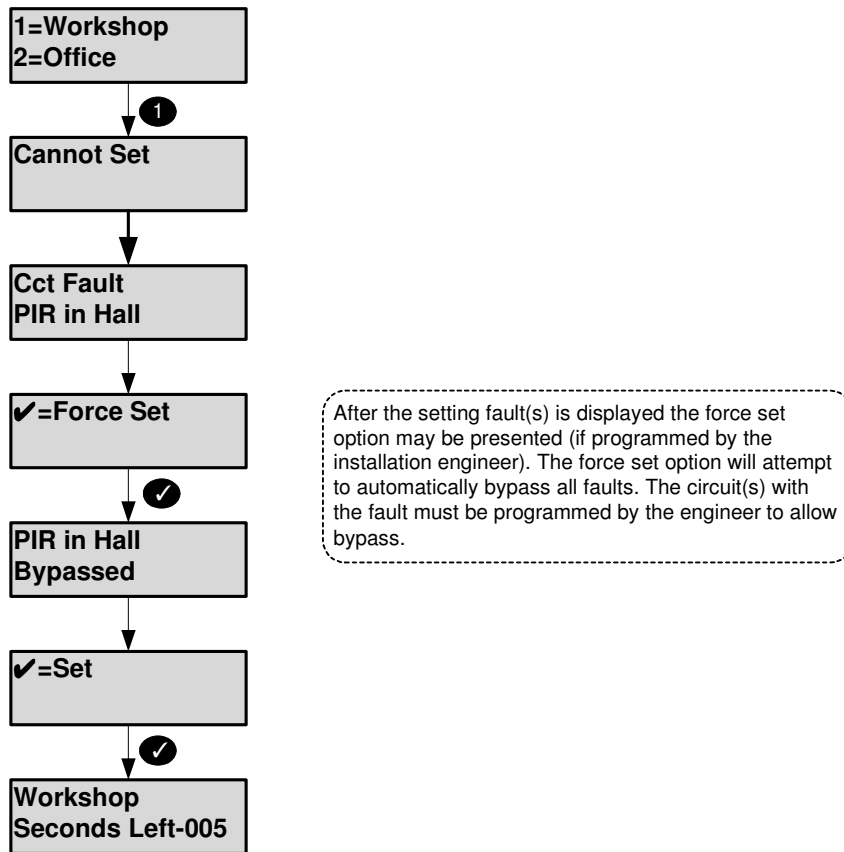 1=Workshop
2=Office
1
Cannot Set
Cct Fault
PIR in Hall
✔=Force Set
✓
After the setting fault(s) is displayed the force set
option may be presented (if programmed by the
installation engineer). The force set option will attempt
to automatically bypass all faults. The circuit(s) with
the fault must be programmed by the engineer to allow
bypass.
PIR in Hall
Bypassed
✔=Set
✓
Workshop
Seconds Left-005